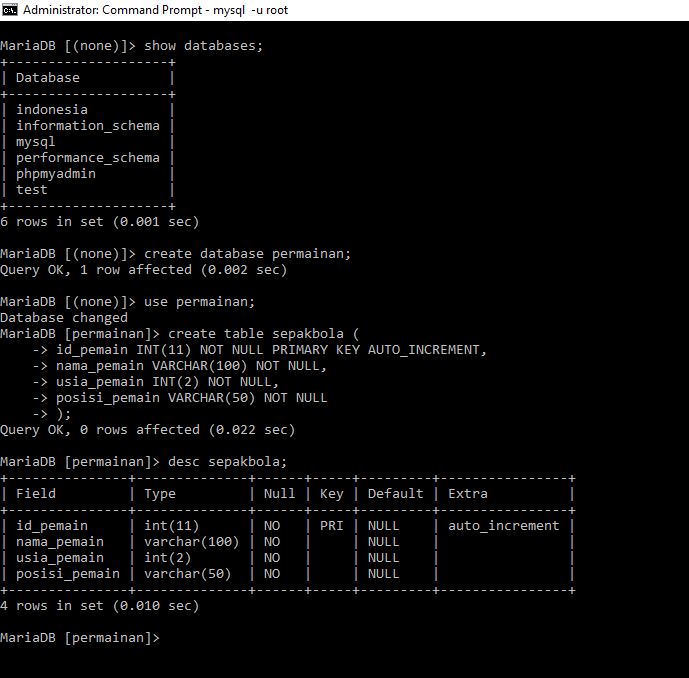 Administrator: Command Prompt - mysql  -u root
MariaDB [(none)]> show databases;
+--------------------+
| Database           |
+--------------------+
| indonesia          |
| information_schema |
| mysql              |
| performance_schema |
| phpmyadmin         |
| test               |
+--------------------+
6 rows in set (0.001 sec)
MariaDB [(none)]> create database permainan;
Query OK, 1 row affected (0.002 sec)
MariaDB [(none)]> use permainan;
Database changed
MariaDB [permainan]> create table sepakbola (
    -> id_pemain INT(11) NOT NULL PRIMARY KEY AUTO_INCREMENT,
    -> nama_pemain VARCHAR(100) NOT NULL,
    -> usia_pemain INT(2) NOT NULL,
    -> posisi_pemain VARCHAR(50) NOT NULL
    -> );
Query OK, 0 rows affected (0.022 sec)
MariaDB [permainan]> desc sepakbola;
+---------------+--------------+------+-----+---------+----------------+
| Field         | Type         | Null | Key | Default | Extra          |
+---------------+--------------+------+-----+---------+----------------+
| id_pemain     | int(11)      | NO   | PRI | NULL    | auto_increment |
| nama_pemain   | varchar(100) | NO   |     | NULL    |                |
| usia_pemain   | int(2)       | NO   |     | NULL    |                |
| posisi_pemain | varchar(50)  | NO   |     | NULL    |                |
+---------------+--------------+------+-----+---------+----------------+
4 rows in set (0.010 sec)
MariaDB [permainan]>